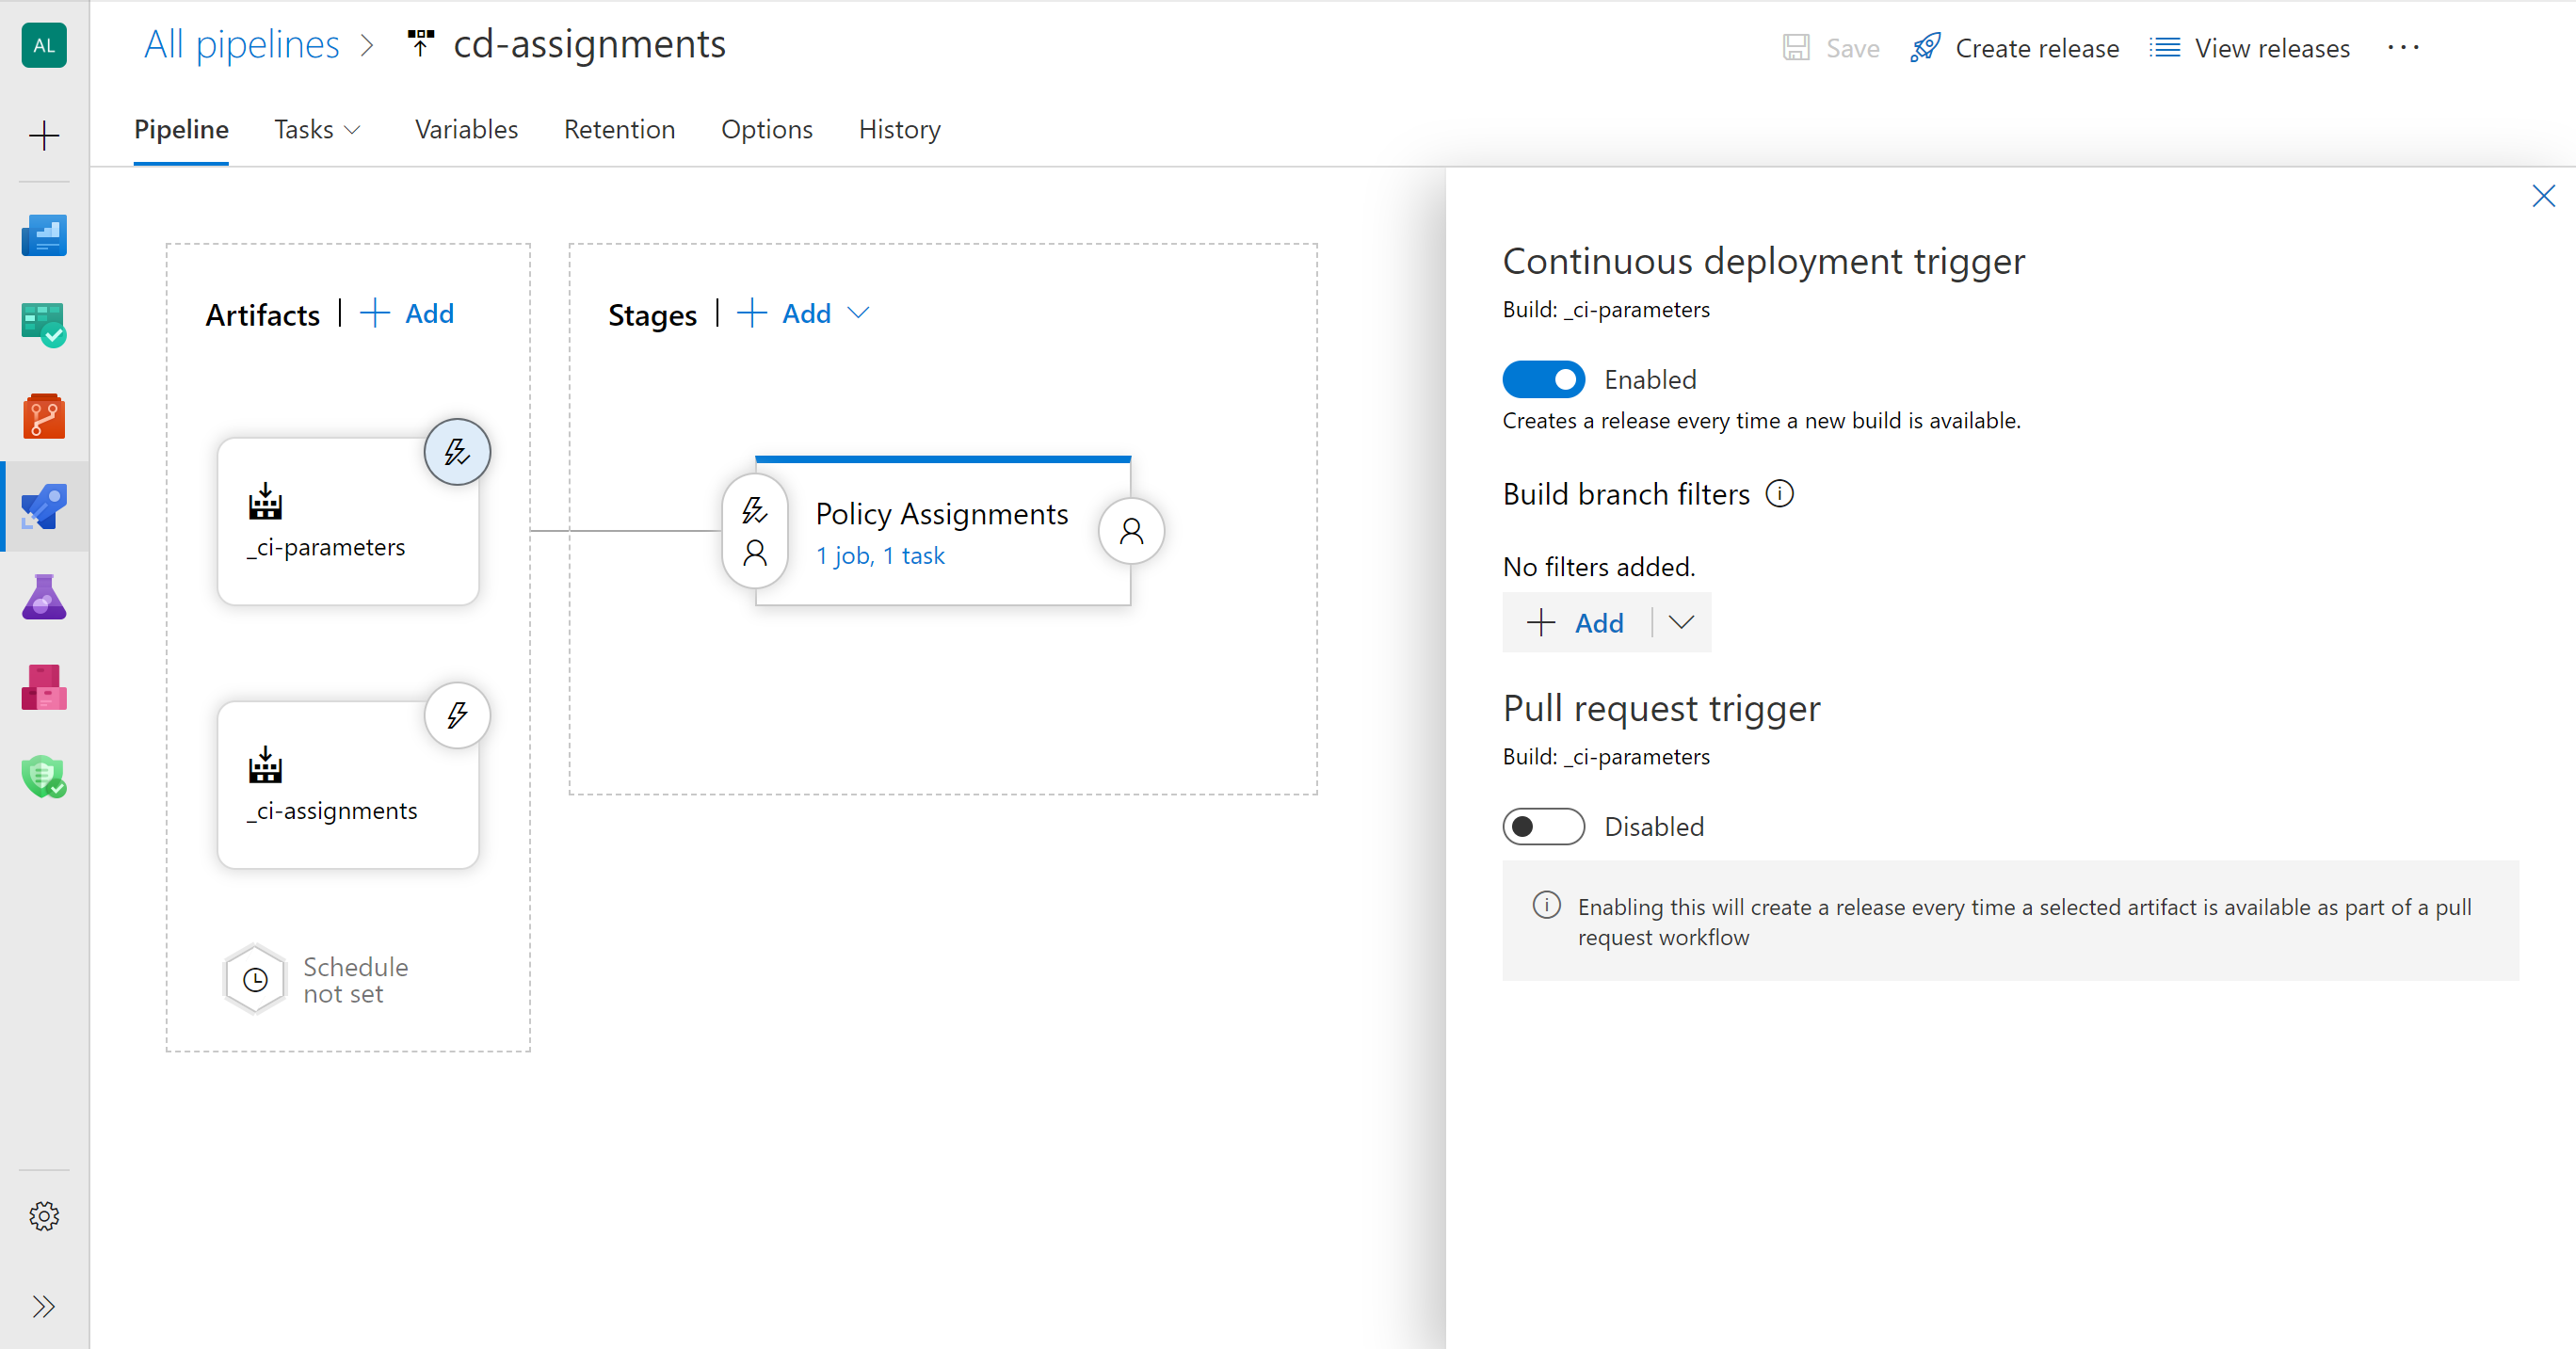 AL
All pipelines
cd-assignments
Save
Create release
View releases
Pipeline
Tasks
Variables
Retention
Options
History
Artifacts
Add
_ci-parameters
_ci-assignments
Schedule
not set
Stages
Add
Policy Assignments
1 job, 1 task
Continuous deployment trigger
Build: _ci-parameters
Enabled
Creates a release every time a new build is available.
Build branch filters
No filters added.
Add
Pull request trigger
Build: _ci-parameters
Disabled
Enabling this will create a release every time a selected artifact is available as part of a pull
request workflow